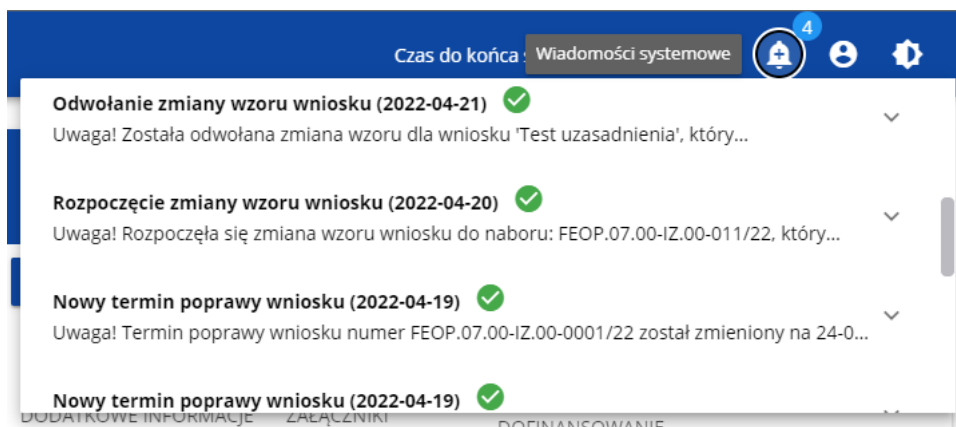 4
Czas do końca
Wiadomości systemowe
Odwołanie zmiany wzoru wniosku (2022-04-21)
Uwaga! Została odwołana zmiana wzoru dla wniosku 'Test uzasadnienia', który...
Rozpoczęcie zmiany wzoru wniosku (2022-04-20)
Uwaga! Rozpoczęła się zmiana wzoru wniosku do naboru: FEOP.07.00-IZ.00-011/22, który...
Nowy termin poprawy wniosku (2022-04-19)
Uwaga! Termin poprawy wniosku numer FEOP.07.00-IZ.00-0001/22 został zmieniony na 24-0...
Nowy termin poprawy wniosku (2022-04-19)
DODATKOWE INFORMACJE ZAŁĄCZNIKI DOFINANSOWANIE